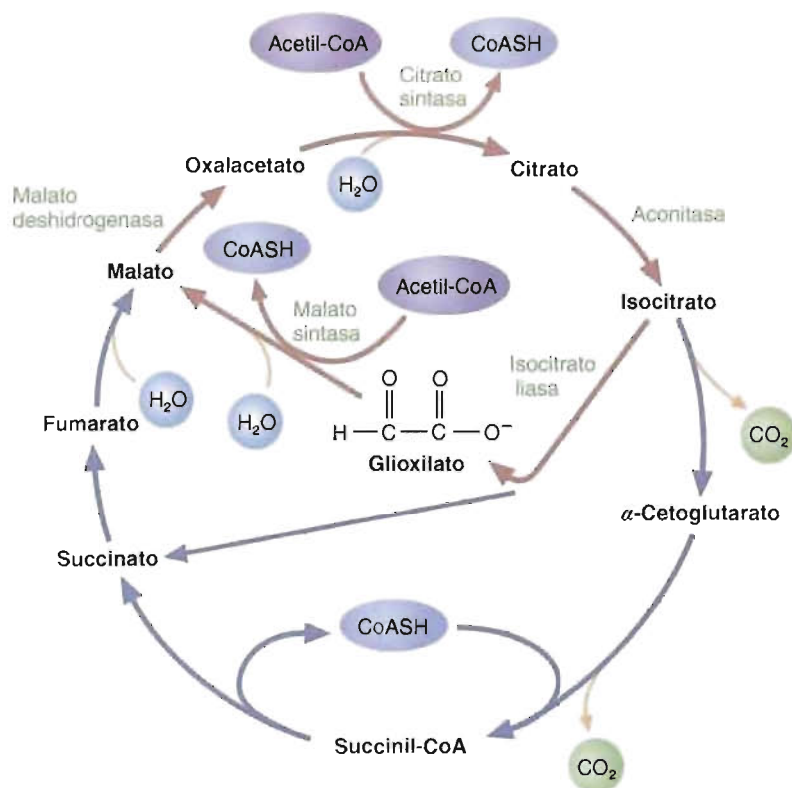 Acetil-CoA
CoASH
Citrato
sintasa
Oxalacetato
H₂O
Citrato
Malato
deshidrogenasa
Aconitasa
CoASH
Malato
Acetil-CoA
Isocitrato
Malato
sintasa
Isocitrato
liasa
O O
H—C—C—O⁻
Glioxilato
H₂O
H₂O
Fumarato
CO₂
α-Cetoglutarato
Succinato
CoASH
Succinil-CoA
CO₂